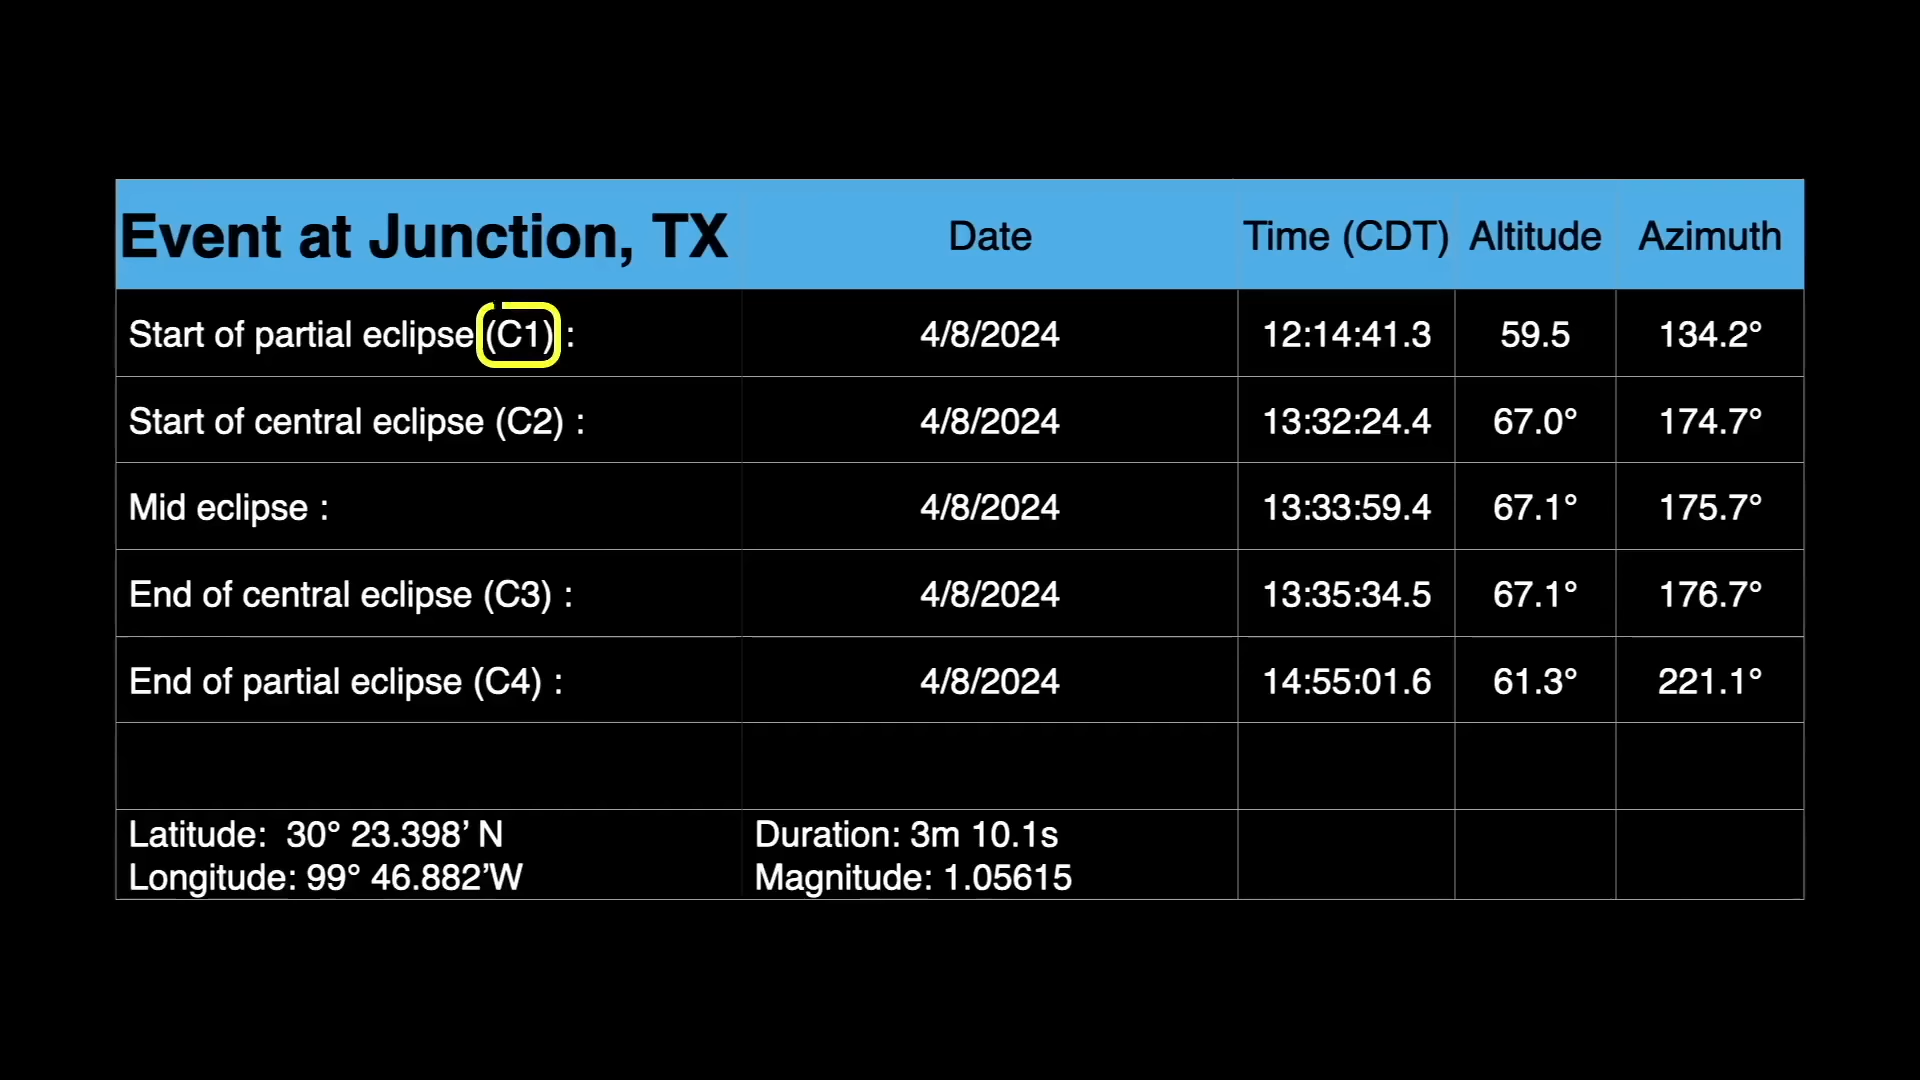 Event at Junction, TX Date Time (CDT) Altitude Azimuth
Start of partial eclipse (C1) : 4/8/2024 12:14:41.3 59.5 134.2°
Start of central eclipse (C2) : 4/8/2024 13:32:24.4 67.0° 174.7°
Mid eclipse : 4/8/2024 13:33:59.4 67.1° 175.7°
End of central eclipse (C3) : 4/8/2024 13:35:34.5 67.1° 176.7°
End of partial eclipse (C4) : 4/8/2024 14:55:01.6 61.3° 221.1°
Latitude: 30° 23.398’ N Duration: 3m 10.1s
Longitude: 99° 46.882’W Magnitude: 1.05615